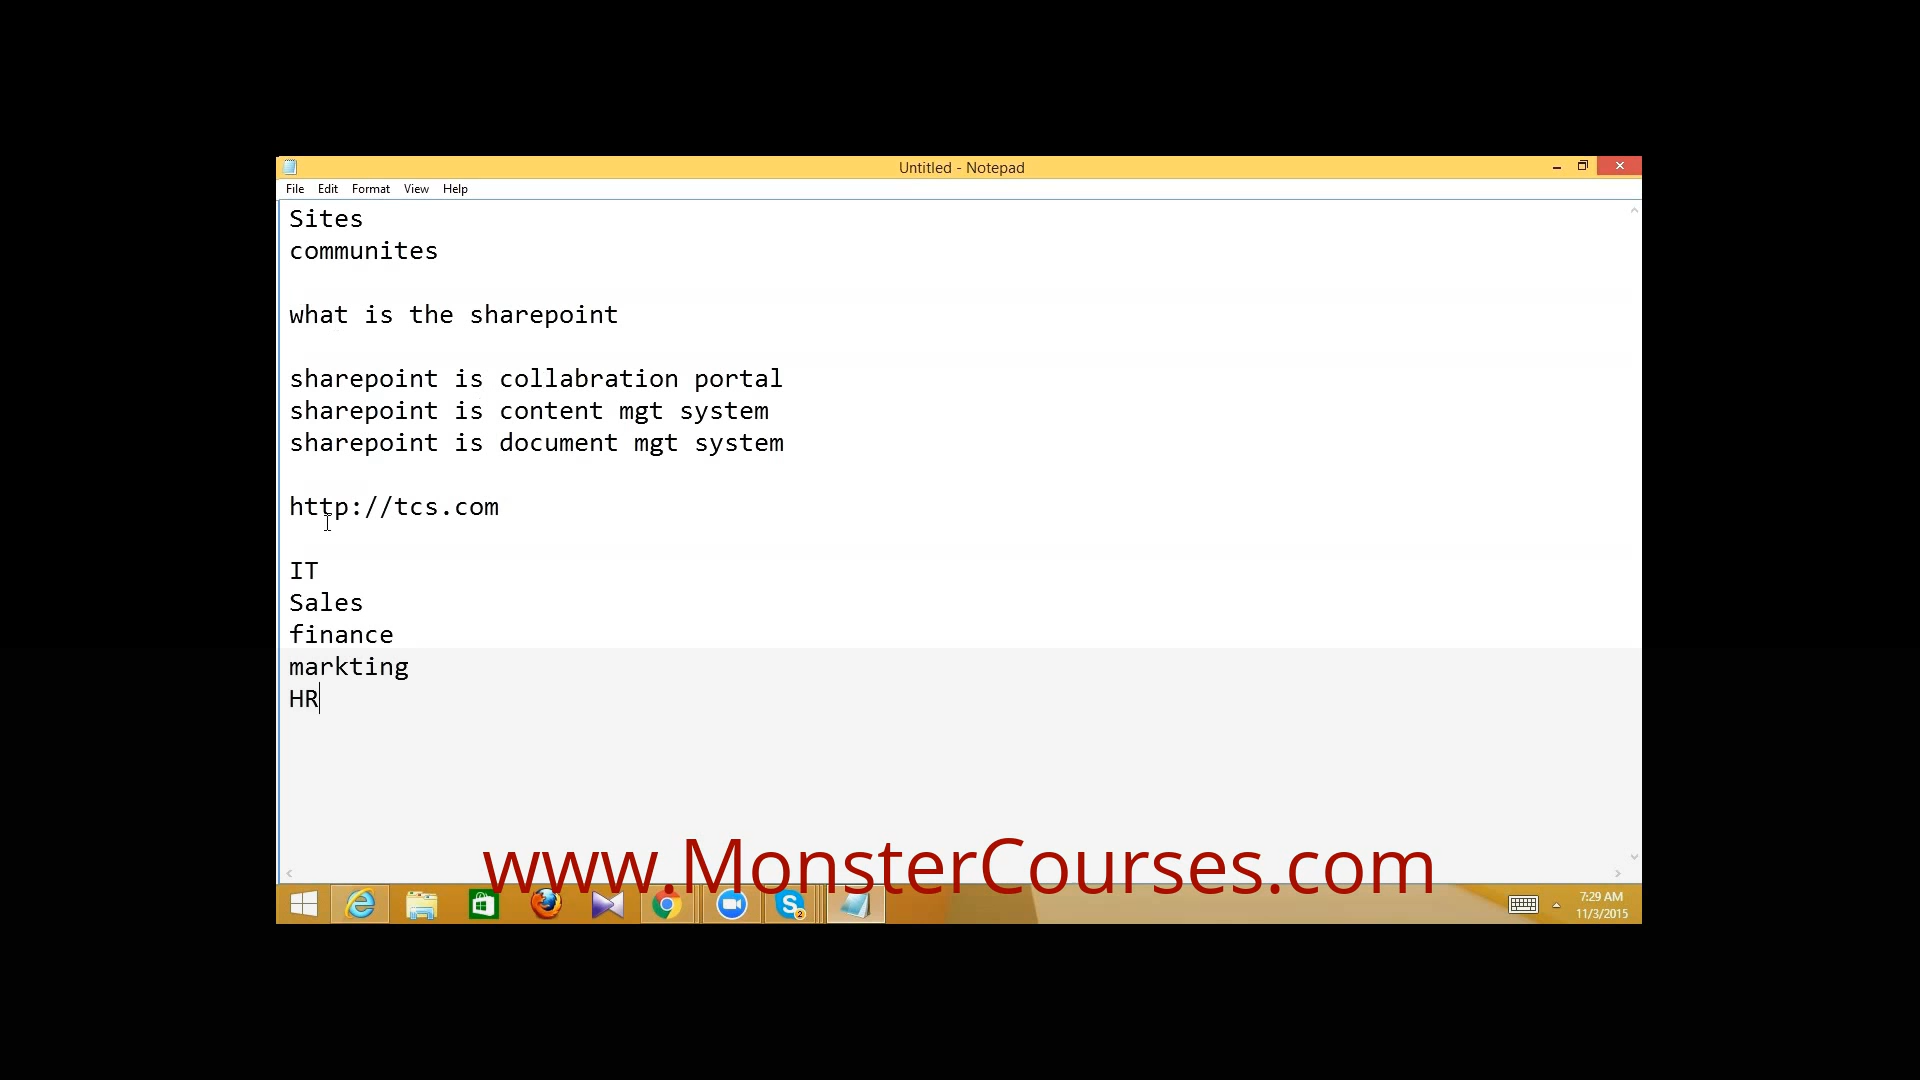 Untitled - Notepad
File Edit Format View Help
Sites
communites
what is the sharepoint
sharepoint is collabration portal
sharepoint is content mgt system
sharepoint is document mgt system
http://tcs.com
IT
Sales
finance
markting
HR
www.MonsterCourses.com
7:29 AM
11/3/2015